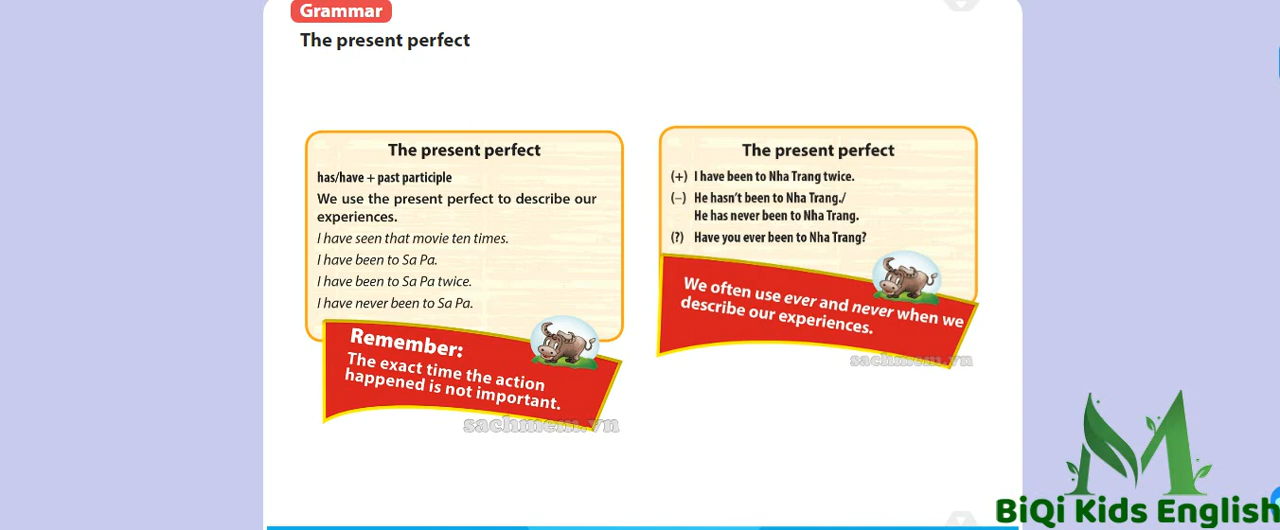 Grammar
The present perfect
The present perfect
has/have + past participle
We use the present perfect to describe our
experiences.
I have seen that movie ten times.
I have been to Sa Pa.
I have been to Sa Pa twice.
I have never been to Sa Pa.
Remember:
The exact time the action
happened is not important.
sachmem.vn
The present perfect
(+) I have been to Nha Trang twice.
(–) He hasn't been to Nha Trang./
He has never been to Nha Trang.
(?) Have you ever been to Nha Trang?
We often use ever and never when we
describe our experiences.
sachmem.vn
BiQi Kids English